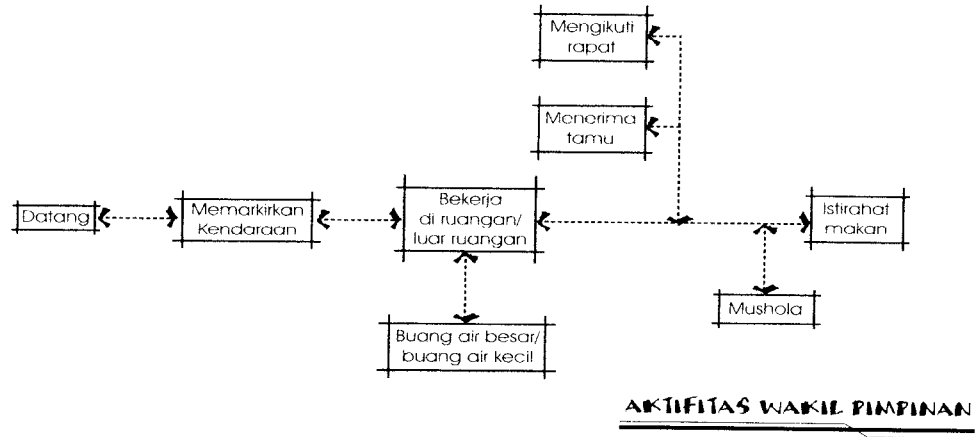 Mengikuti
rapat
Menerima
tamu
Datang
Memarkirkan
Kendaraan
Bekerja
di ruangan/
luar ruangan
Istirahat
makan
Mushola
Buang air besar/
buang air kecil
AKTIFITAS WAKIL PIMPINAN